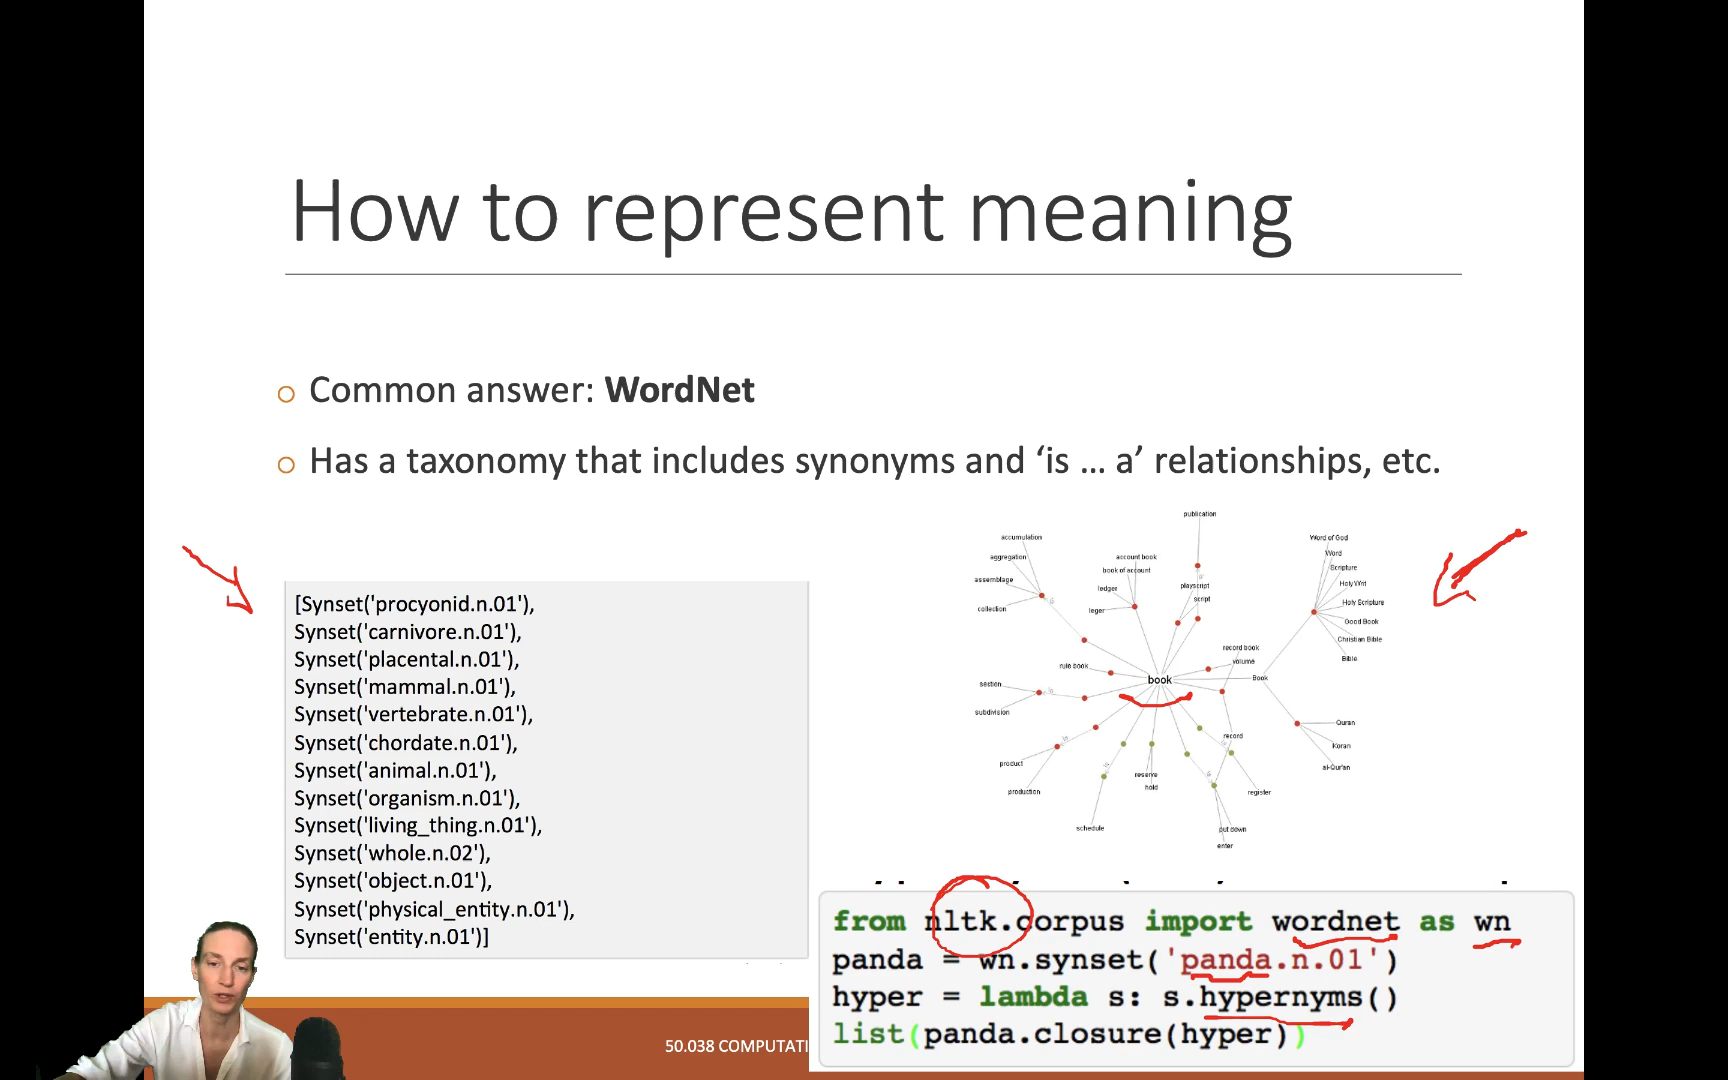 How to represent meaning
Common answer: WordNet
Has a taxonomy that includes synonyms and ‘is ... a’ relationships, etc.
[Synset('procyonid.n.01'),
Synset('carnivore.n.01'),
Synset('placental.n.01'),
Synset('mammal.n.01'),
Synset('vertebrate.n.01'),
Synset('chordate.n.01'),
Synset('animal.n.01'),
Synset('organism.n.01'),
Synset('living_thing.n.01'),
Synset('whole.n.02'),
Synset('object.n.01'),
Synset('physical_entity.n.01'),
Synset('entity.n.01')]
publication
accumulation
aggregation
assemblage
collection
account book
book of account
ledger
leger
playscript
script
Word of God
Word
Scripture
Holy Writ
Holy Scripture
Good Book
Christian Bible
Bible
record book
volume
rule book
book
Book
section
subdivision
Quran
Koran
al-Qur'an
record
product
production
reserve
hold
register
schedule
put down
enter
from nltk.corpus import wordnet as wn
panda = wn.synset('panda.n.01')
hyper = lambda s: s.hypernyms()
list(panda.closure(hyper))
50.038 COMPUTATI